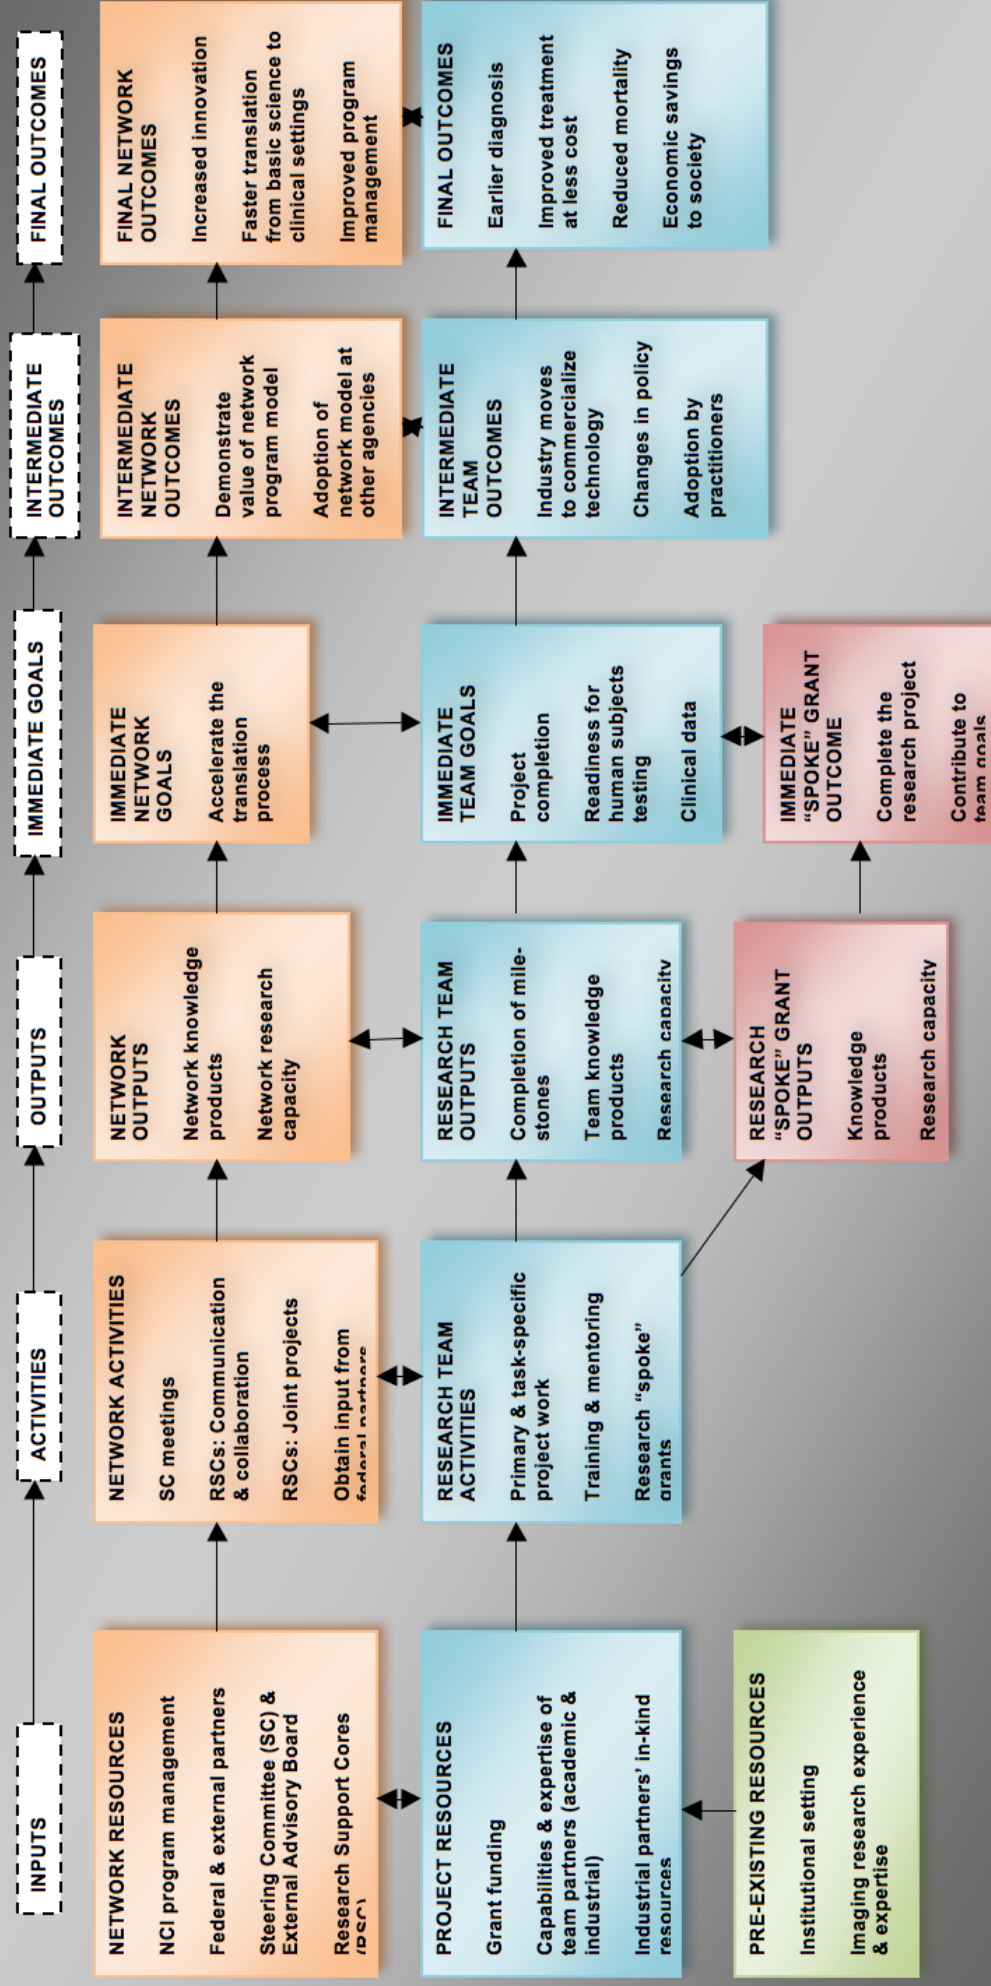 INPUTS
ACTIVITIES
OUTPUTS
IMMEDIATE GOALS
INTERMEDIATE
OUTCOMES
FINAL OUTCOMES
NETWORK RESOURCES
NCI program management
Federal & external partners
Steering Committee (SC) &
External Advisory Board
Research Support Cores
(RSC)
NETWORK ACTIVITIES
SC meetings
RSCs: Communication
& collaboration
RSCs: Joint projects
Obtain input from
federal partners
NETWORK
OUTPUTS
Network knowledge
products
Network research
capacity
IMMEDIATE
NETWORK
GOALS
Accelerate the
translation
process
INTERMEDIATE
NETWORK
OUTCOMES
Demonstrate
value of network
program model
Adoption of
network model at
other agencies
FINAL NETWORK
OUTCOMES
Increased innovation
Faster translation
from basic science to
clinical settings
Improved program
management
PROJECT RESOURCES
Grant funding
Capabilities & expertise of
team partners (academic &
industrial)
Industrial partners' in-kind
resources
RESEARCH TEAM
ACTIVITIES
Primary & task-specific
project work
Training & mentoring
Research “spoke”
grants
RESEARCH TEAM
OUTPUTS
Completion of mile-
stones
Team knowledge
products
Research capacity
IMMEDIATE
TEAM GOALS
Project
completion
Readiness for
human subjects
testing
Clinical data
INTERMEDIATE
TEAM
OUTCOMES
Industry moves
to commercialize
technology
Changes in policy
Adoption by
practitioners
FINAL OUTCOMES
Earlier diagnosis
Improved treatment
at less cost
Reduced mortality
Economic savings
to society
PRE-EXISTING RESOURCES
Institutional setting
Imaging research experience
& expertise
RESEARCH
“SPOKE” GRANT
OUTPUTS
Knowledge
products
Research capacity
IMMEDIATE
“SPOKE” GRANT
OUTCOME
Complete the
research project
Contribute to
team goals